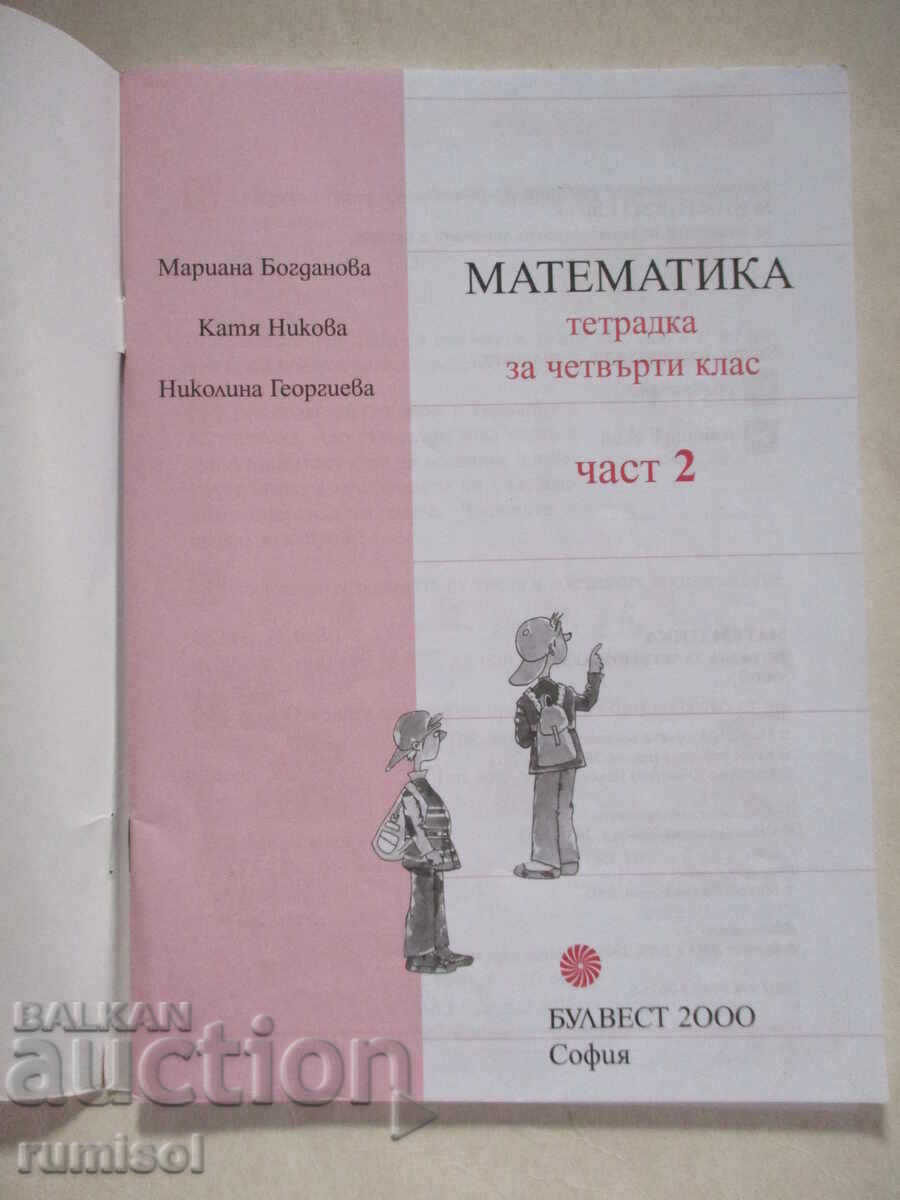 Мариана Богданова
Катя Никова
Николина Георгиева
МАТЕМАТИКА
тетрадка
за четвърти клас
част 2
БУЛВЕСТ 2000
София
BALKAN
auction
rumisol